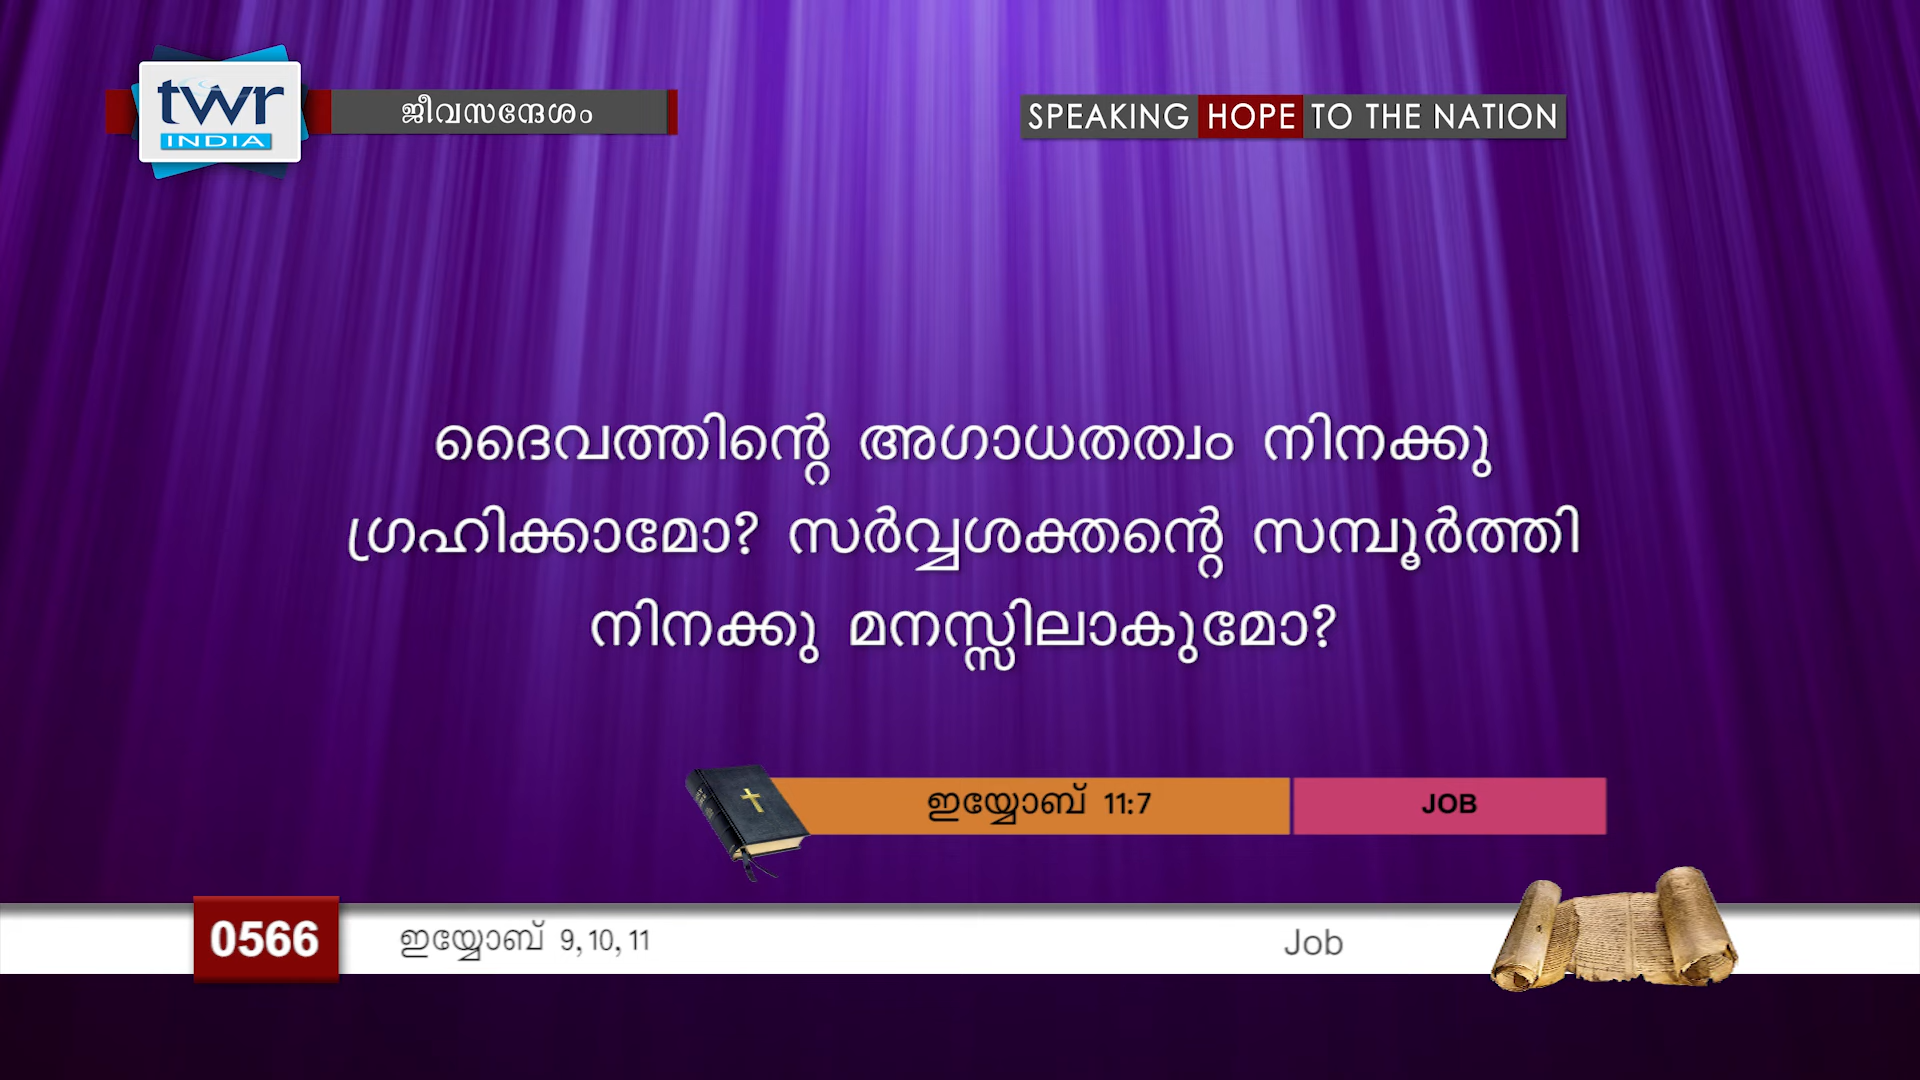 twr
INDIA
ജീവസന്ദേശം
SPEAKING HOPE TO THE NATION
ദൈവത്തിന്റെ അഗാധതത്വം നിനക്കു
ഗ്രഹിക്കാമോ? സർവ്വശക്തന്റെ സമ്പൂർത്തി
നിനക്കു മനസ്സിലാകുമോ?
ഇയ്യോബ് 11:7
JOB
0566
ഇയ്യോബ് 9, 10, 11
Job